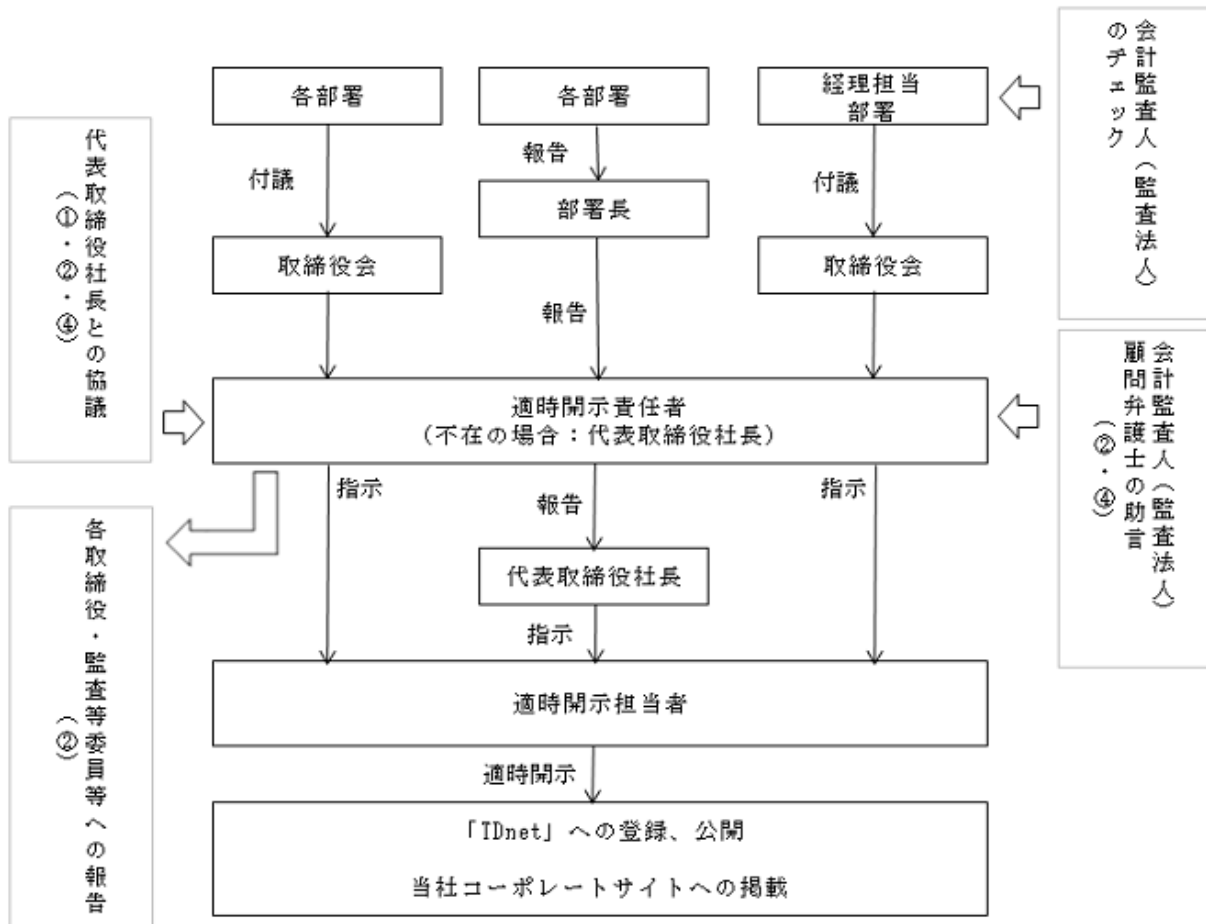 各部署
各部署
経理担当
部署
会計監査人（監査法人）
のチェック
付議
報告
付議
部署長
取締役会
取締役会
報告
代表取締役社長との協議
（①・②・④）
適時開示責任者
（不在の場合：代表取締役社長）
会計監査人（監査法人）
顧問弁護士の助言
（②・④）
指示
報告
指示
代表取締役社長
指示
各取締役・監査等委員等への報告
（②）
適時開示担当者
適時開示
「TDnet」への登録、公開
当社コーポレートサイトへの掲載